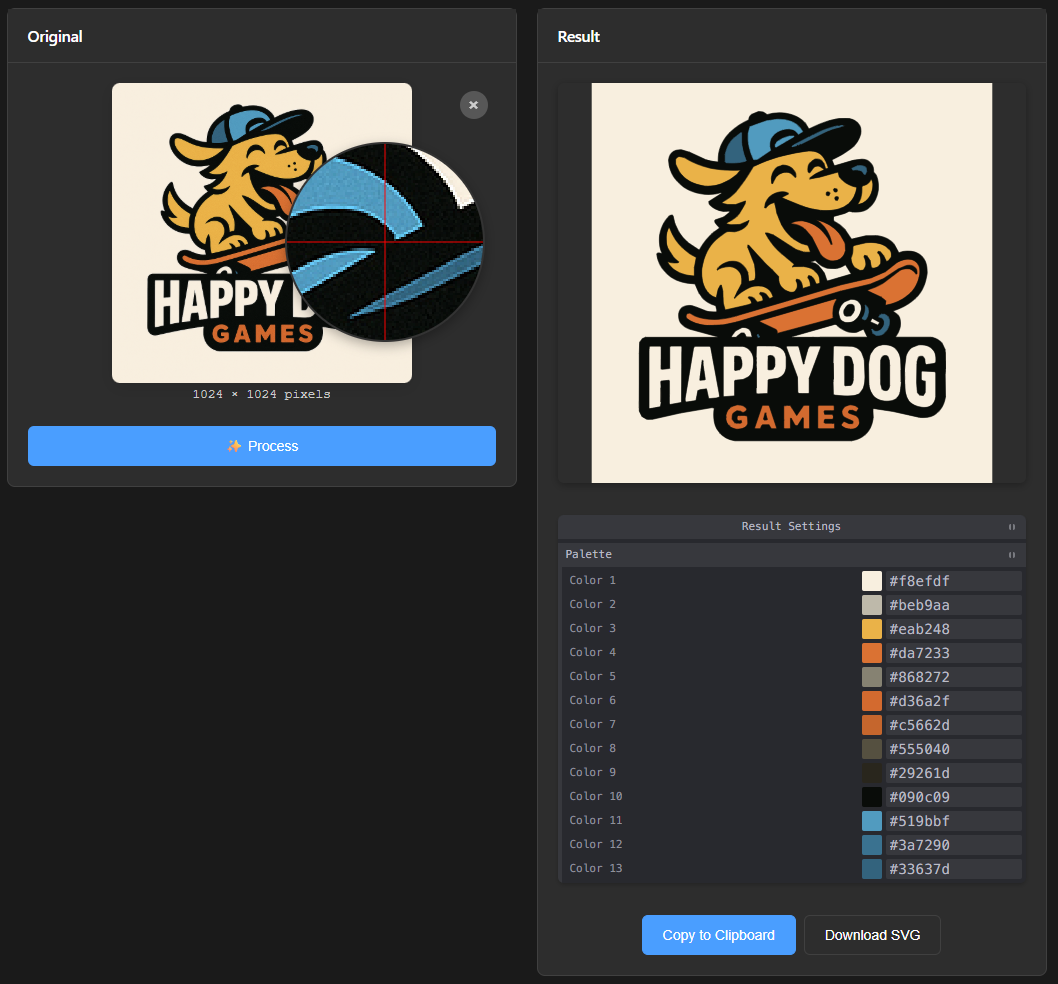 Original
HAPPY D
GAMES
1024 × 1024 pixels
✨ Process
Result
HAPPY DOG
GAMES
Result Settings
Palette
Color 1 #f8efdf
Color 2 #beb9aa
Color 3 #eab248
Color 4 #da7233
Color 5 #868272
Color 6 #d36a2f
Color 7 #c5662d
Color 8 #555040
Color 9 #29261d
Color 10 #090c09
Color 11 #519bbf
Color 12 #3a7290
Color 13 #33637d
Copy to Clipboard Download SVG